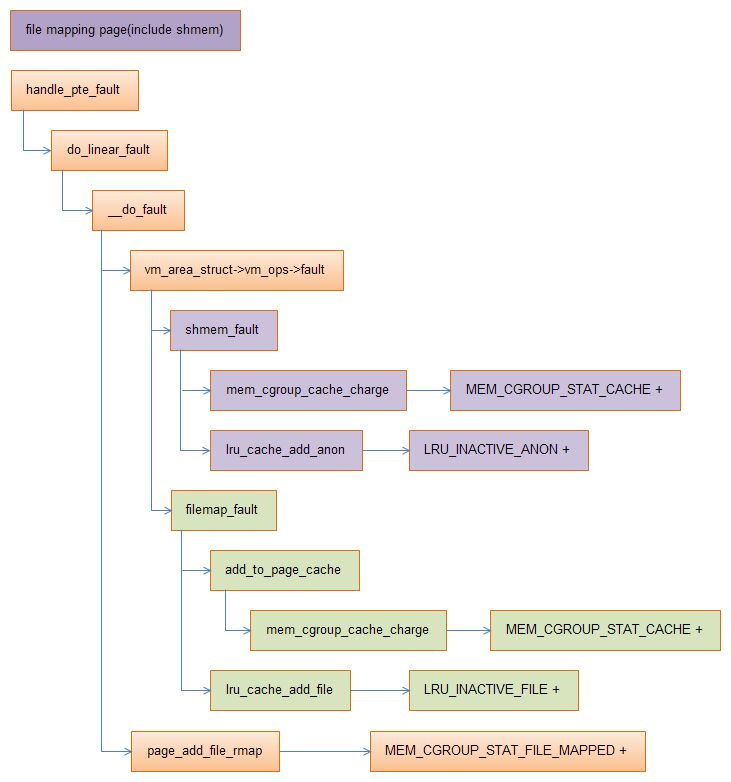 file mapping page(include shmem)
handle_pte_fault
do_linear_fault
__do_fault
vm_area_struct->vm_ops->fault
shmem_fault
mem_cgroup_cache_charge
MEM_CGROUP_STAT_CACHE +
lru_cache_add_anon
LRU_INACTIVE_ANON +
filemap_fault
add_to_page_cache
mem_cgroup_cache_charge
MEM_CGROUP_STAT_CACHE +
lru_cache_add_file
LRU_INACTIVE_FILE +
page_add_file_rmap
MEM_CGROUP_STAT_FILE_MAPPED +